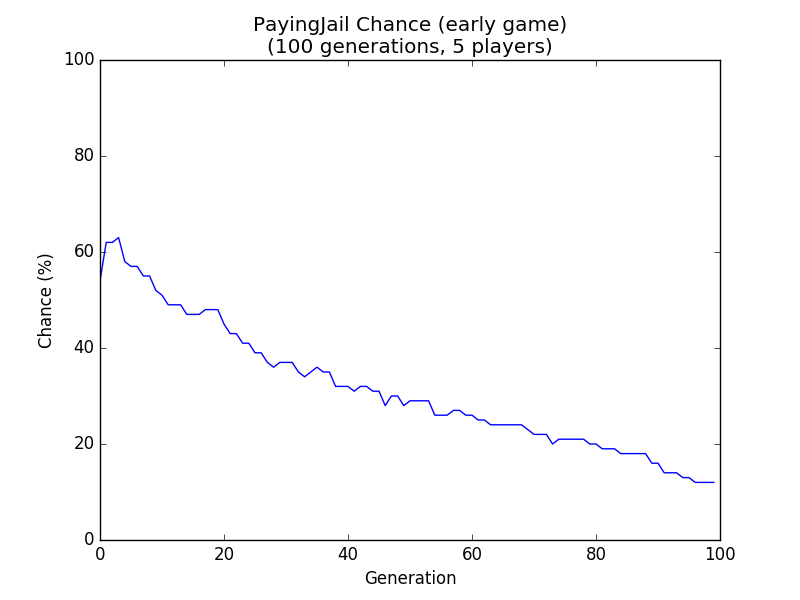 PayingJail Chance (early game)
(100 generations, 5 players)
100
80
60
40
20
0
Chance (%)
0 20 40 60 80 100
Generation